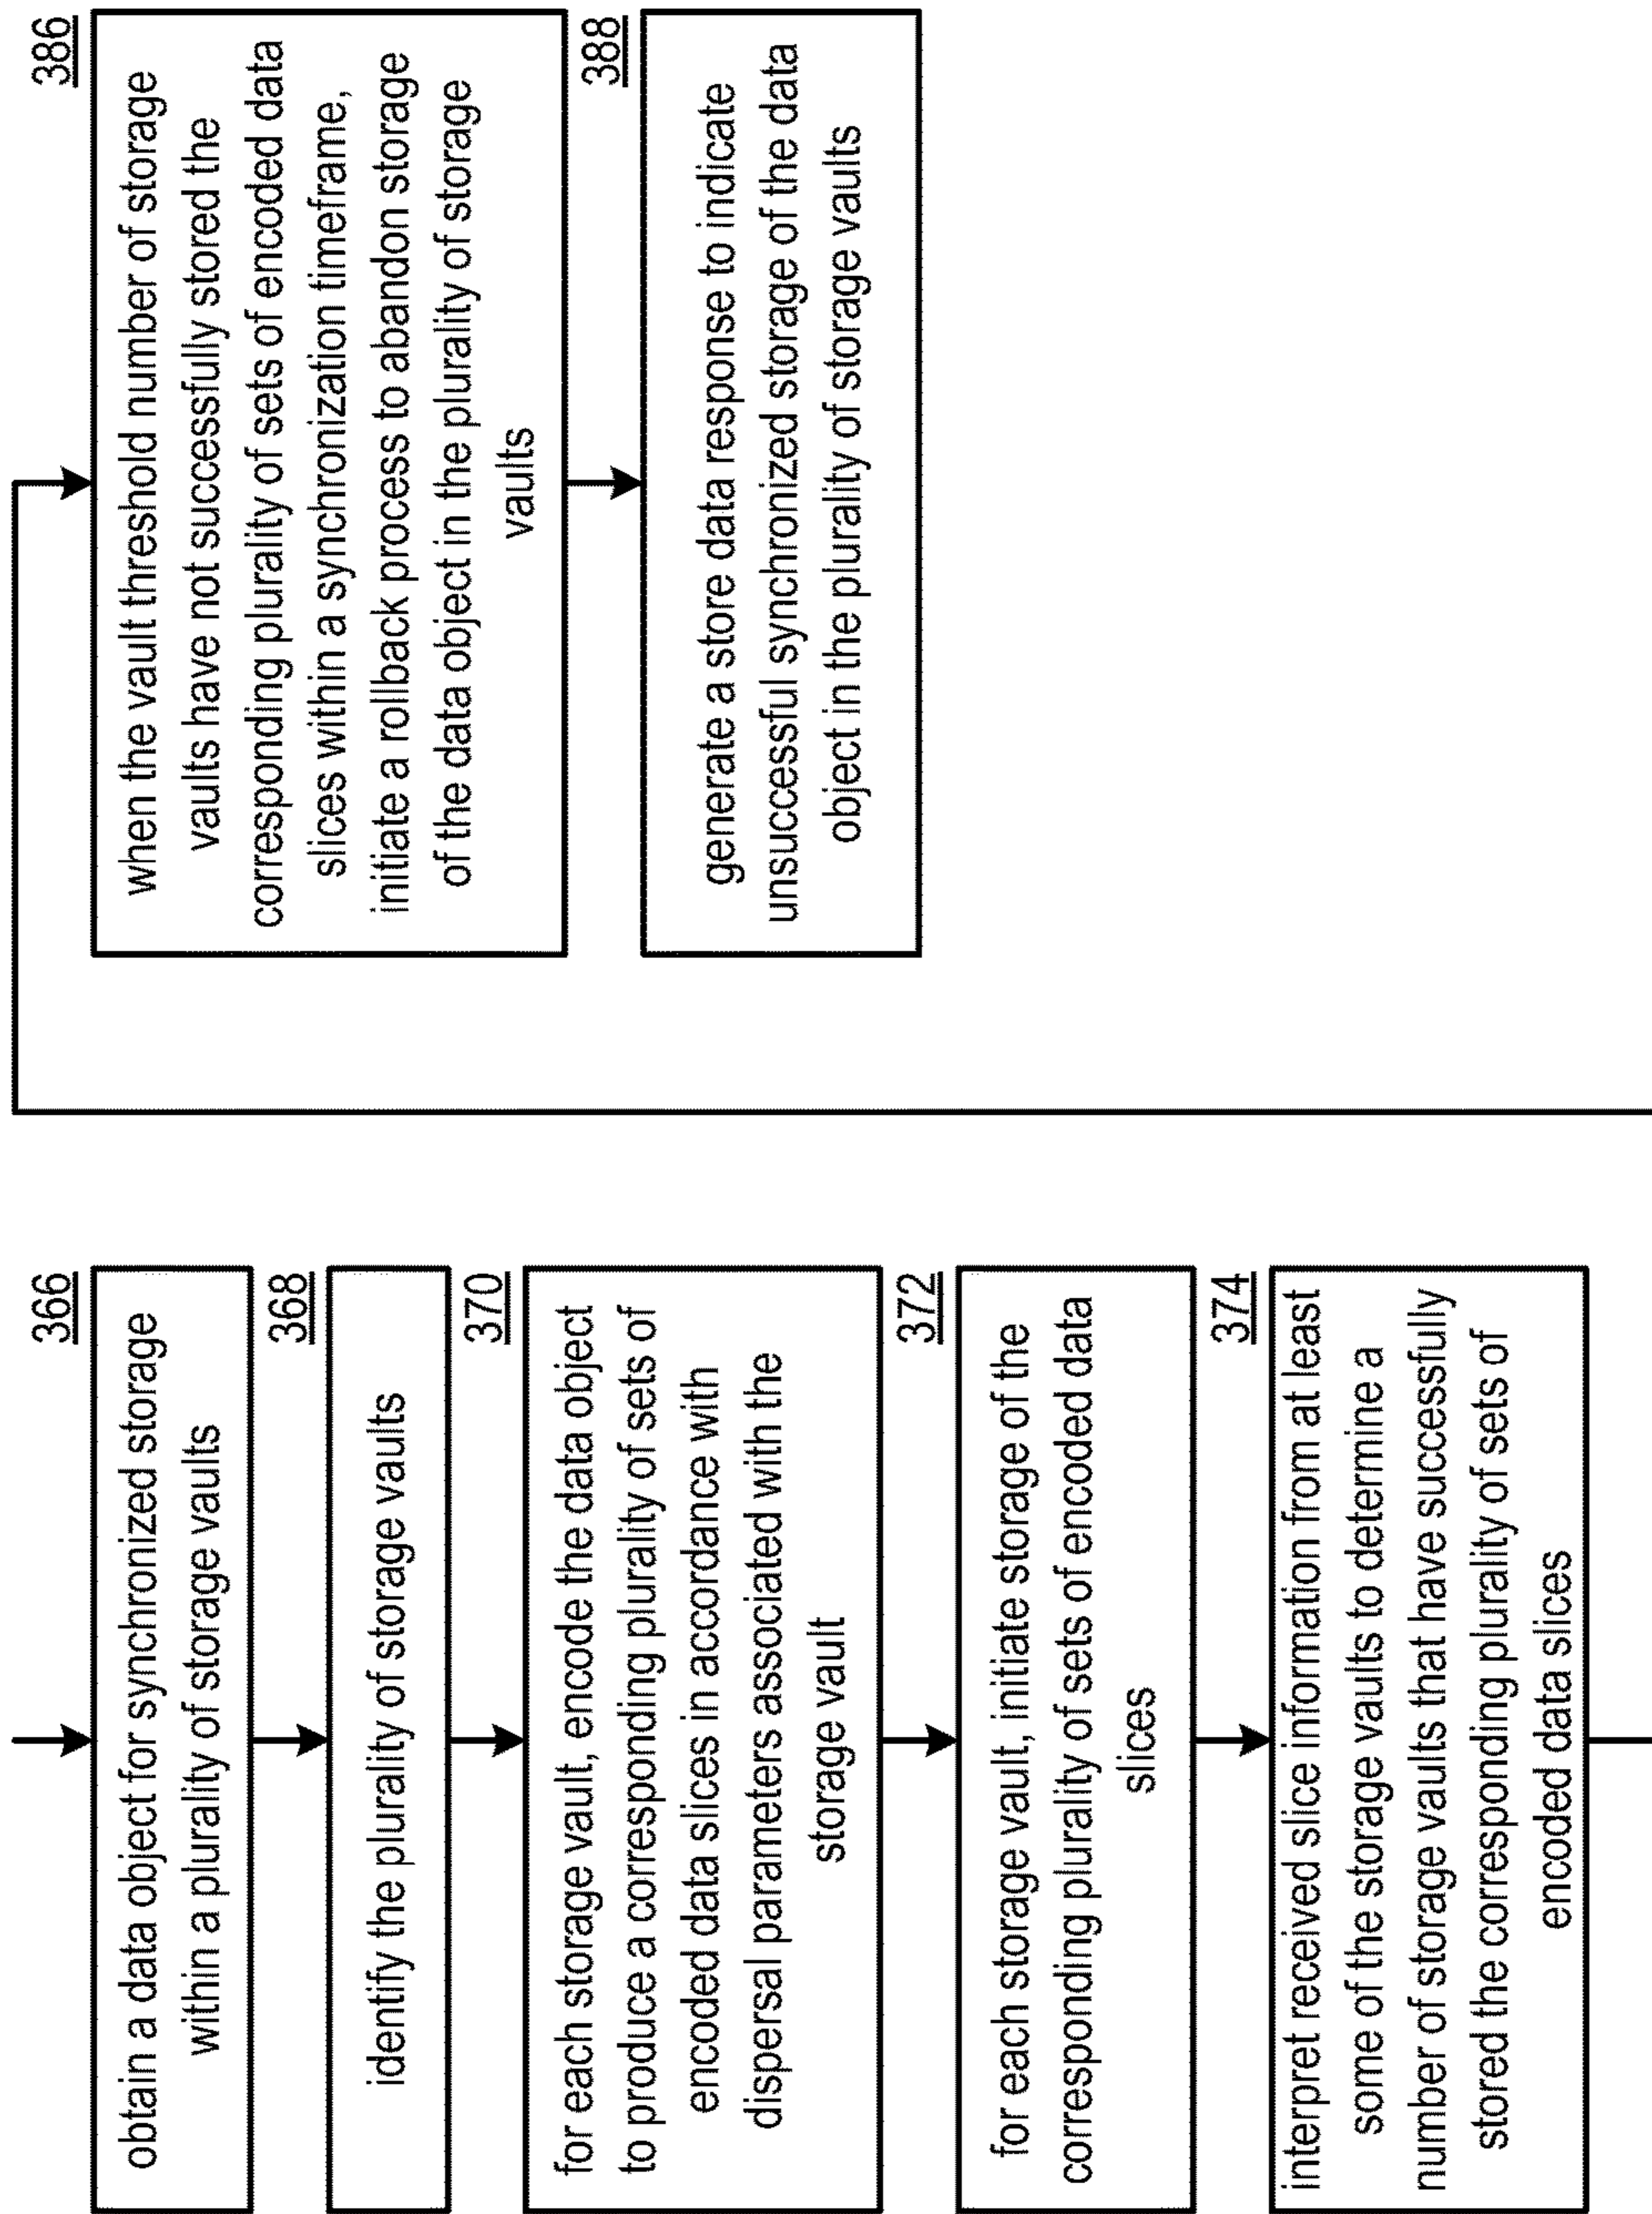 366
obtain a data object for synchronized storage
within a plurality of storage vaults
368
identify the plurality of storage vaults
370
for each storage vault, encode the data object
to produce a corresponding plurality of sets of
encoded data slices in accordance with
dispersal parameters associated with the
storage vault
372
for each storage vault, initiate storage of the
corresponding plurality of sets of encoded data
slices
374
interpret received slice information from at least
some of the storage vaults to determine a
number of storage vaults that have successfully
stored the corresponding plurality of sets of
encoded data slices
386
when the vault threshold number of storage
vaults have not successfully stored the
corresponding plurality of sets of encoded data
slices within a synchronization timeframe,
initiate a rollback process to abandon storage
of the data object in the plurality of storage
vaults
388
generate a store data response to indicate
unsuccessful synchronized storage of the data
object in the plurality of storage vaults